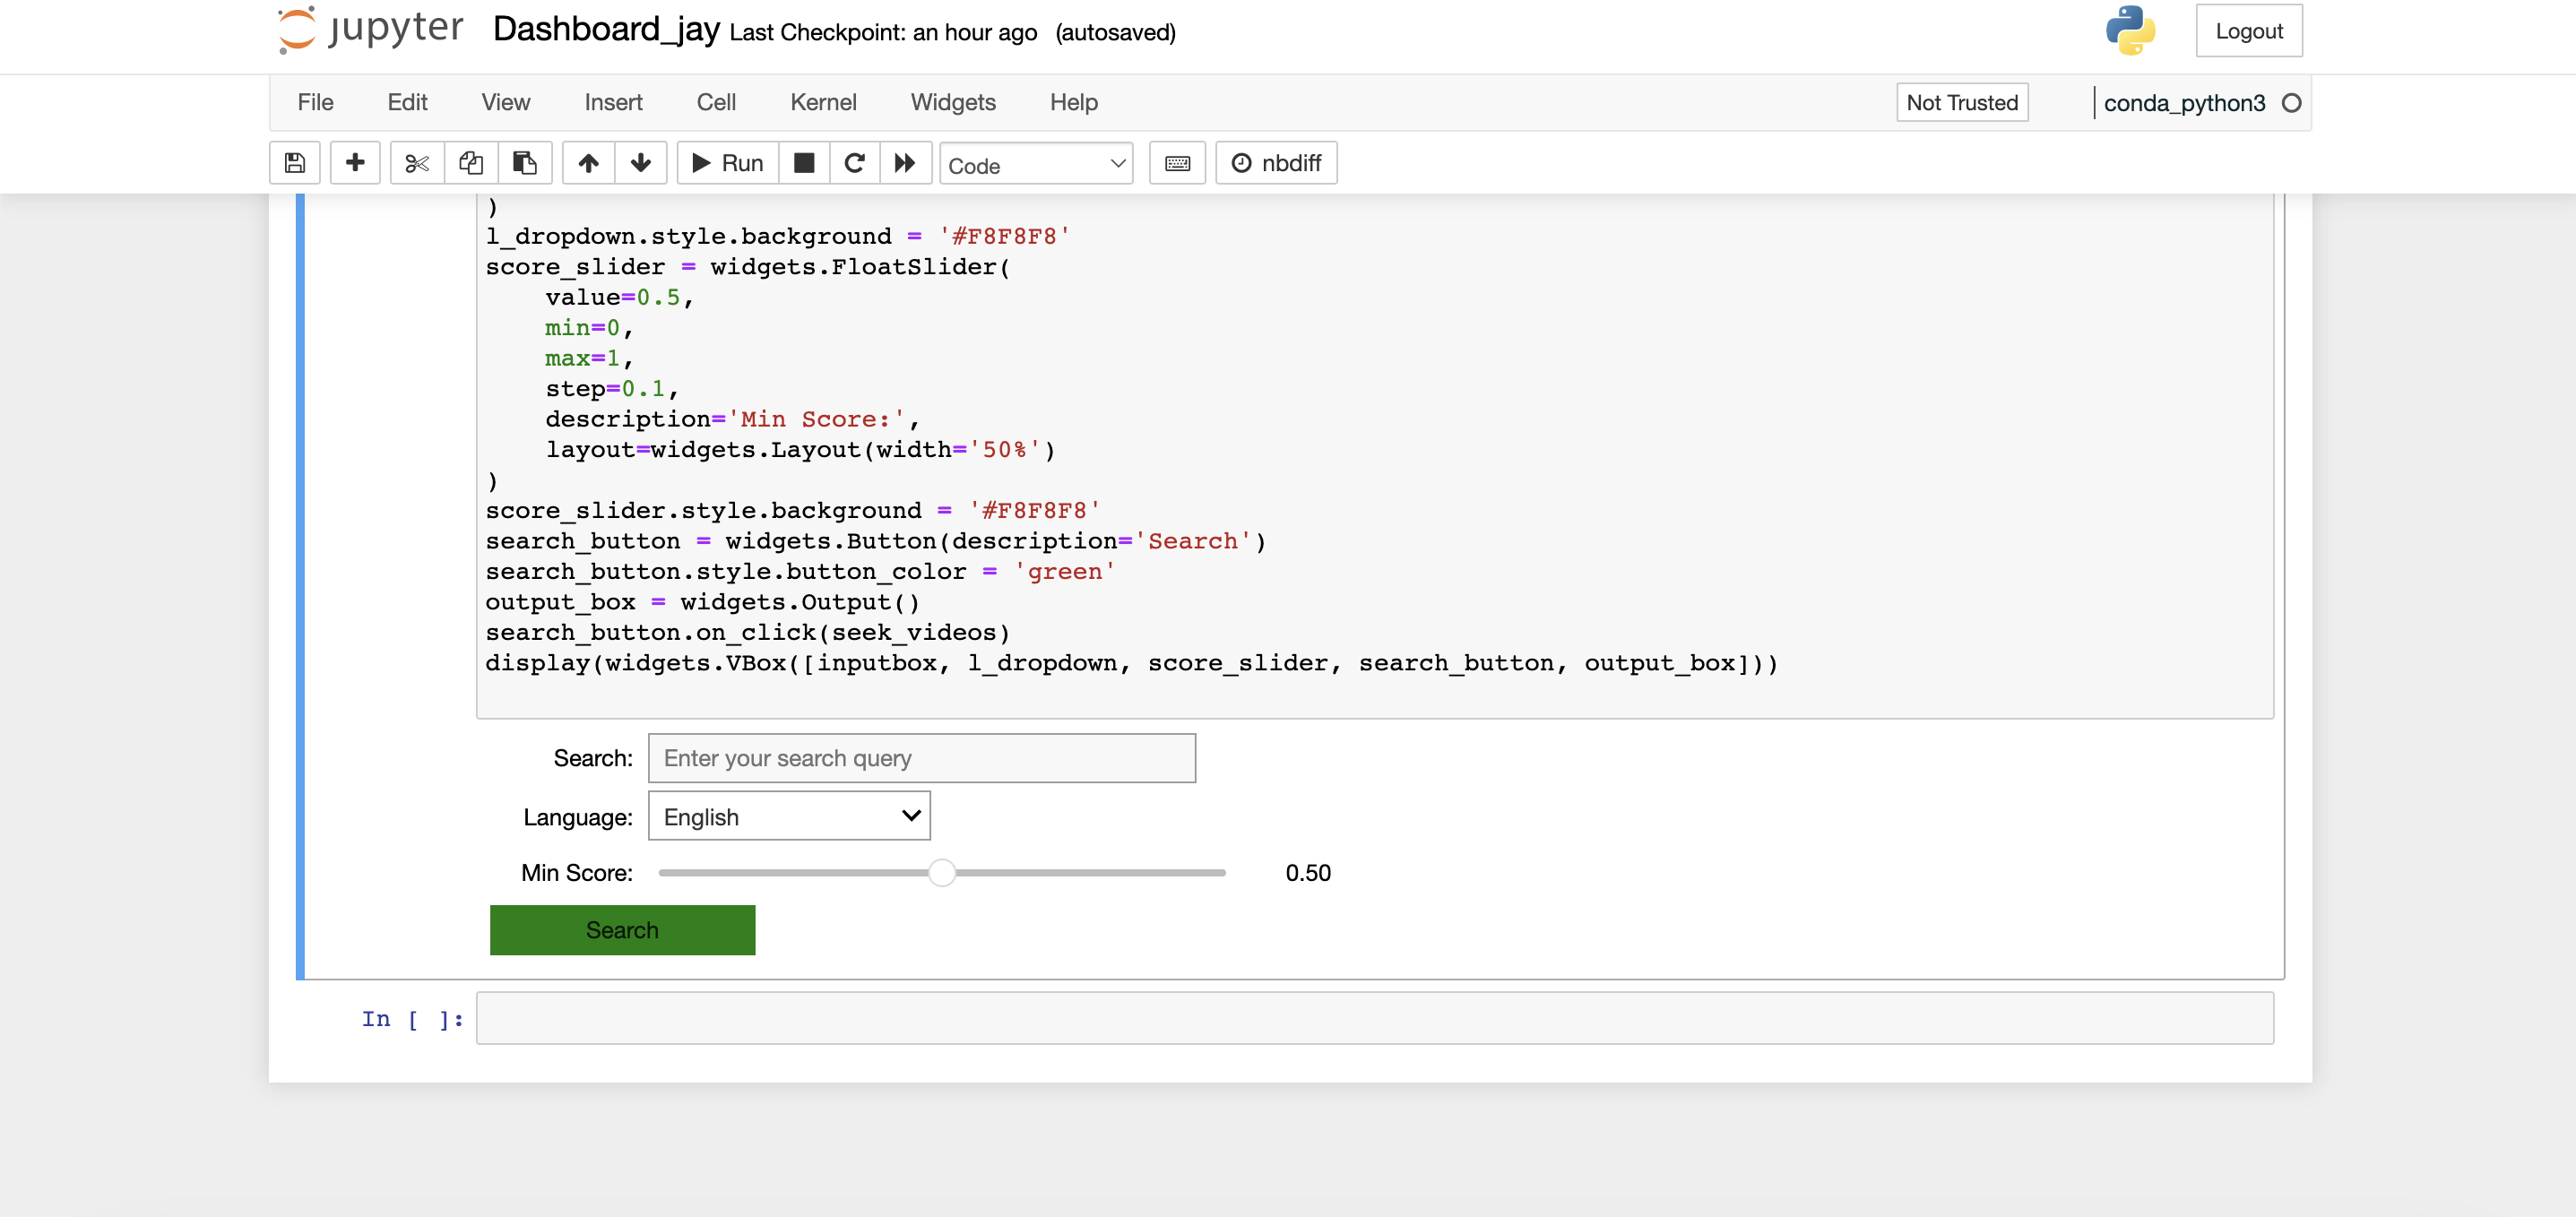 jupyter Dashboard_jay Last Checkpoint: an hour ago (autosaved) Logout
File Edit View Insert Cell Kernel Widgets Help Not Trusted conda_python3
Run Code nbdiff
)
l_dropdown.style.background = '#F8F8F8'
score_slider = widgets.FloatSlider(
    value=0.5,
    min=0,
    max=1,
    step=0.1,
    description='Min Score:',
    layout=widgets.Layout(width='50%')
)
score_slider.style.background = '#F8F8F8'
search_button = widgets.Button(description='Search')
search_button.style.button_color = 'green'
output_box = widgets.Output()
search_button.on_click(seek_videos)
display(widgets.VBox([inputbox, l_dropdown, score_slider, search_button, output_box]))
Search: Enter your search query
Language: English
Min Score: 0.50
Search
In [ ]: